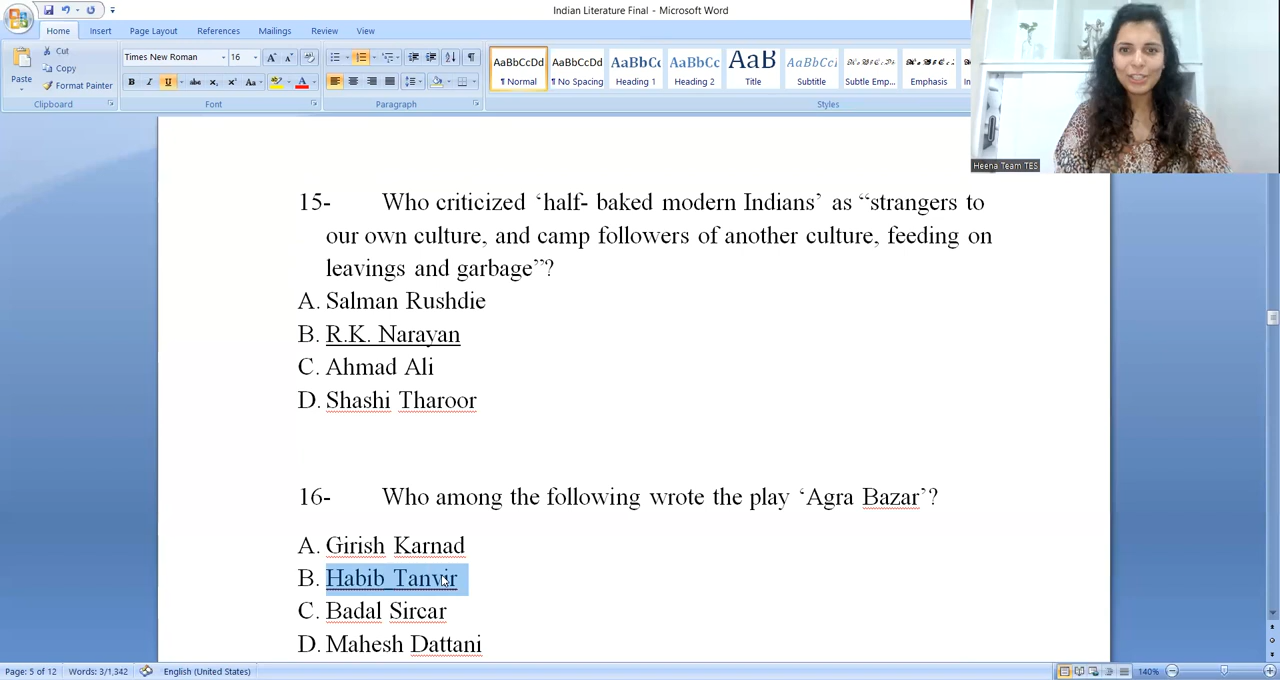 Indian Literature Final - Microsoft Word
Home Insert Page Layout References Mailings Review View
Cut
Copy
Format Painter
Paste
Times New Roman 16
AaBbCcDd AaBbCcDd AaBbCc AaBbCc AaB AaBbCcl AaBbCcDd
¶ Normal ¶ No Spacing Heading 1 Heading 2 Title Subtitle Subtle Emp... Emphasis
Clipboard Font Paragraph Styles
Heena Team TES
15- Who criticized ‘half- baked modern Indians’ as “strangers to
our own culture, and camp followers of another culture, feeding on
leavings and garbage”?
A. Salman Rushdie
B. R.K. Narayan
C. Ahmad Ali
D. Shashi Tharoor
16- Who among the following wrote the play ‘Agra Bazar’?
A. Girish Karnad
B. Habib Tanvir
C. Badal Sircar
D. Mahesh Dattani
Page: 5 of 12 Words: 3/1,342 English (United States) 140%